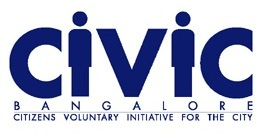 civic
BANGALORE
CITIZENS VOLUNTARY INITIATIVE FOR THE CITY